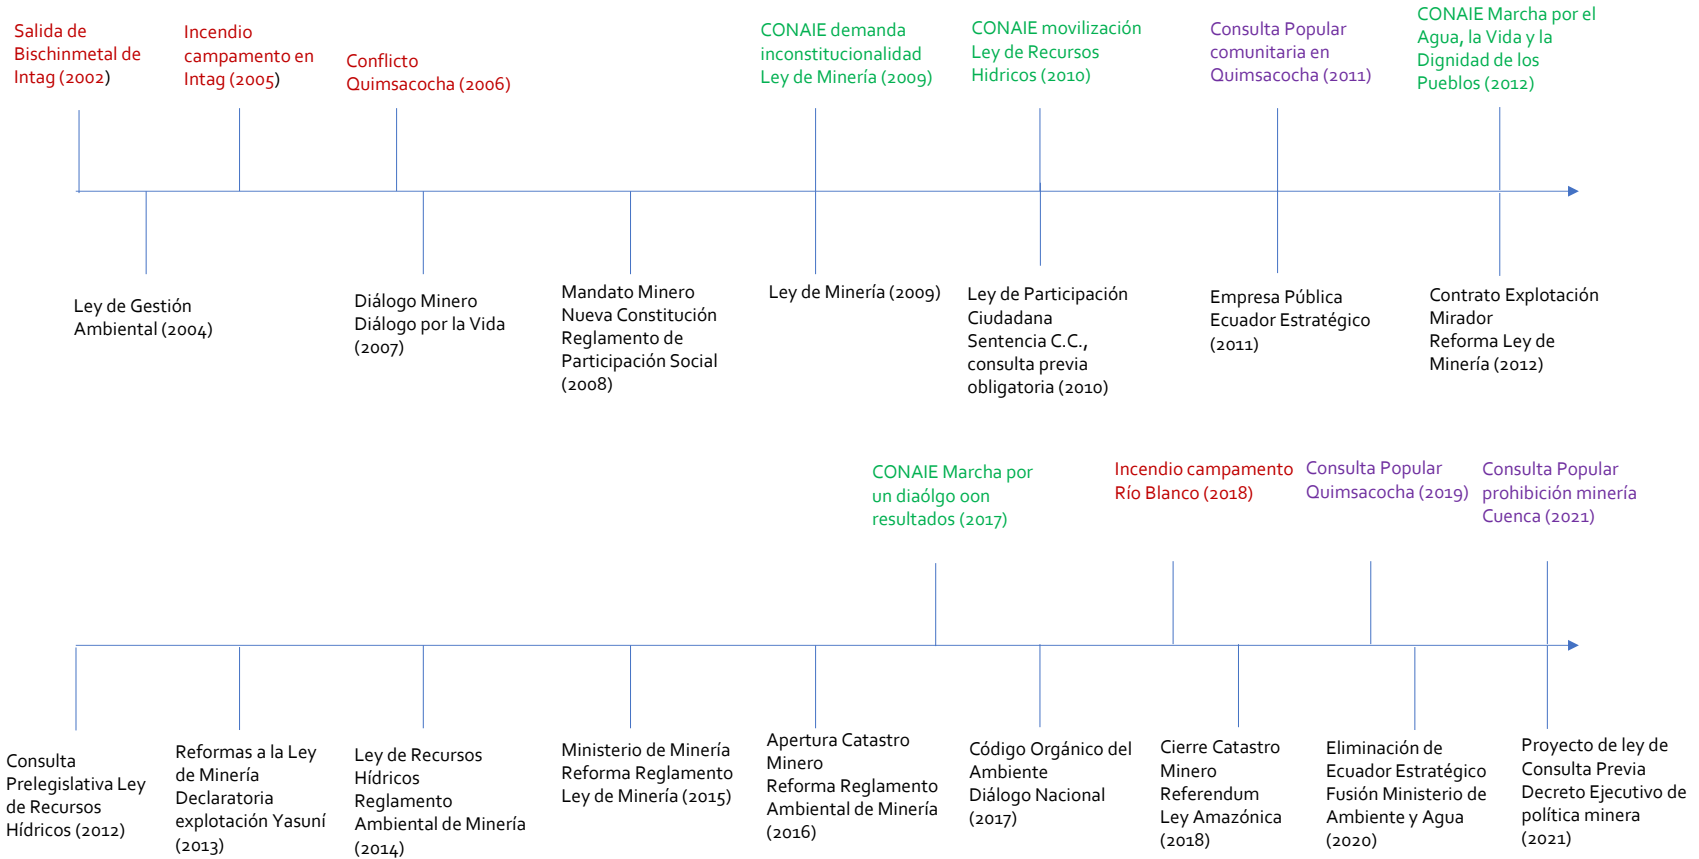 Salida de
Bischinmetal de
Intag (2002)
Incendio
campamento en
Intag (2005)
Conflicto
Quimsacocha (2006)
CONAIE demanda
inconstitucionalidad
Ley de Minería (2009)
CONAIE movilización
Ley de Recursos
Hidricos (2010)
Consulta Popular
comunitaria en
Quimsacocha (2011)
CONAIE Marcha por el
Agua, la Vida y la
Dignidad de los
Pueblos (2012)
Ley de Gestión
Ambiental (2004)
Diálogo Minero
Diálogo por la Vida
(2007)
Mandato Minero
Nueva Constitución
Reglamento de
Participación Social
(2008)
Ley de Minería (2009)
Ley de Participación
Ciudadana
Sentencia C.C.,
consulta previa
obligatoria (2010)
Empresa Pública
Ecuador Estratégico
(2011)
Contrato Explotación
Mirador
Reforma Ley de
Minería (2012)
CONAIE Marcha por
un diaólgo oon
resultados (2017)
Incendio campamento
Río Blanco (2018)
Consulta Popular
Quimsacocha (2019)
Consulta Popular
prohibición minería
Cuenca (2021)
Consulta
Prelegislativa Ley
de Recursos
Hídricos (2012)
Reformas a la Ley
de Minería
Declaratoria
explotación Yasuní
(2013)
Ley de Recursos
Hídricos
Reglamento
Ambiental de Minería
(2014)
Ministerio de Minería
Reforma Reglamento
Ley de Minería (2015)
Apertura Catastro
Minero
Reforma Reglamento
Ambiental de Minería
(2016)
Código Orgánico del
Ambiente
Diálogo Nacional
(2017)
Cierre Catastro
Minero
Referendum
Ley Amazónica
(2018)
Eliminación de
Ecuador Estratégico
Fusión Ministerio de
Ambiente y Agua
(2020)
Proyecto de ley de
Consulta Previa
Decreto Ejecutivo de
política minera
(2021)